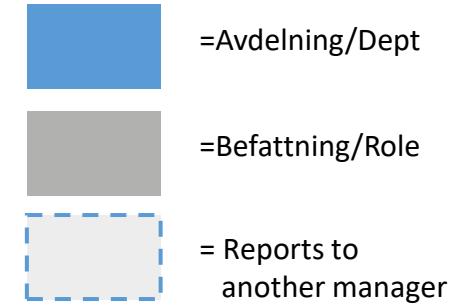 =Avdelning/Dept
=Befattning/Role
= Reports to
another manager